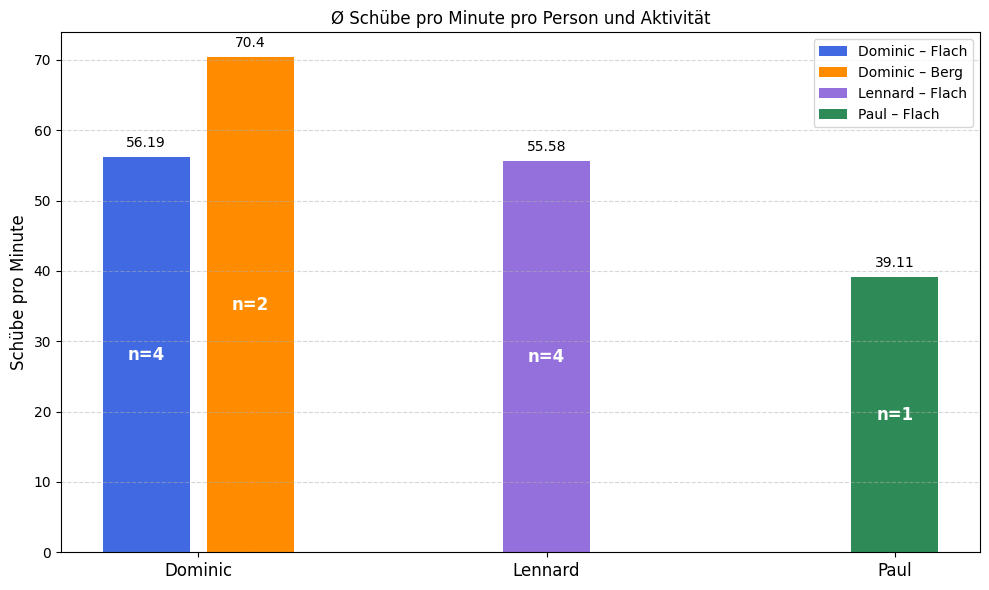 Ø Schübe pro Minute pro Person und Aktivität
Schübe pro Minute
70
60
50
40
30
20
10
0
56.19
70.4
55.58
39.11
n=4
n=2
n=4
n=1
Dominic – Flach
Dominic – Berg
Lennard – Flach
Paul – Flach
Dominic
Lennard
Paul